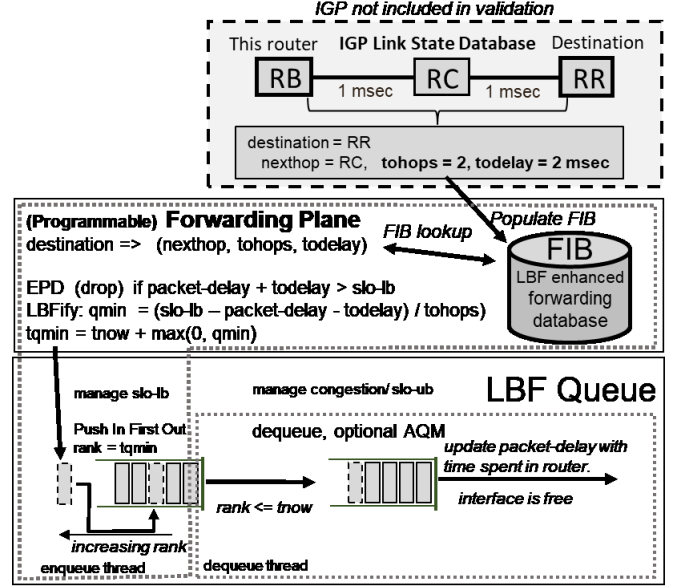 IGP not included in validation
This router IGP Link State Database Destination
RB RC RR
1 msec 1 msec
destination = RR
nexthop = RC, tohops = 2, todelay = 2 msec
(Programmable) Forwarding Plane
destination => (nexthop, tohops, todelay)
FIB lookup
Populate FIB
FIB
LBF enhanced
forwarding
database
EPD (drop) if packet-delay + todelay > slo-lb
LBFify: qmin = (slo-lb – packet-delay - todelay) / tohops)
tqmin = tnow + max(0, qmin)
manage slo-lb
manage congestion/ slo-ub
LBF Queue
Push In First Out
rank = tqmin
dequeue, optional AQM
update packet-delay with
time spent in router.
rank <= tnow
interface is free
increasing rank
enqueue thread
dequeue thread